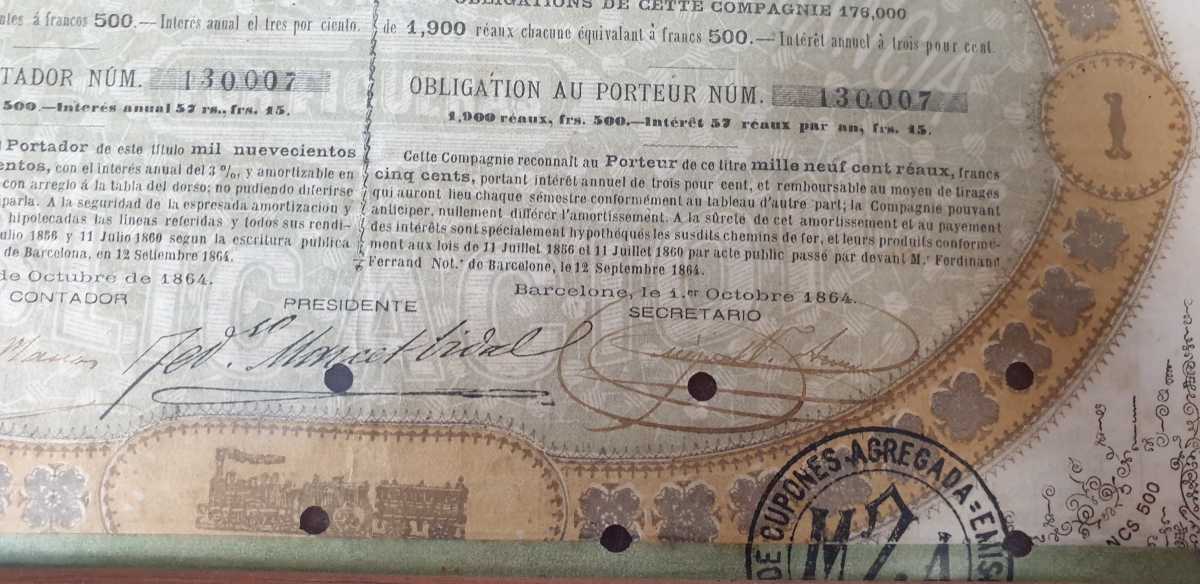 les á francos 500.—Interés anual el tres por ciento.
TADOR NÚM. 130007
500.—Interés anual 57 rs., frs. 15.
Portador de este título mil nuevecientos
entos, con el interés anual del 3 %, y amortizable en
con arreglo á la tabla del dorso; no pudiendo diferirse
parla. A la seguridad de la espresada amortizacion y
hipotecadas las lineas referidas y todos sus rendi-
ulio 1856 y 11 Julio 1860 segun la escritura pública
de Barcelona, en 12 Setiembre 1864.
de Octubre de 1864.
CONTADOR
OBLIGATIONS DE CETTE COMPAGNIE 176,000
de 1,900 réaux chacune équivalant à francs 500.—Intérêt annuel à trois pour cent.
OBLIGATION AU PORTEUR NÚM. 130007
1,900 réaux, frs. 500.—Intérêt 57 réaux par an, frs. 15.
Cette Compagnie reconnaît au Porteur de ce titre mille neuf cent réaux, francs
cinq cents, portant intérêt annuel de trois pour cent, et remboursable au moyen de tirages
qui auront lieu chaque sémestre conformément au tableau d'autre part; la Compagnie pouvant
anticiper, nullement différer l'amortissement. A la sûrete de cet amortissement et au payement
des intérêts sont spécialement hypothéqués les susdits chemins de fer, et leurs produits conformé-
ment aux lois de 11 Juillet 1856 et 11 Juillet 1860 par acte public passé par devant M.r Ferdinand
Ferrand Not.e de Barcelone, le 12 Septembre 1864.
Barcelone, le 1.er Octobre 1864.
PRESIDENTE
SECRETARIO
1
DE CUPONES AGREGADA=EMIS
MZA
NCS 500